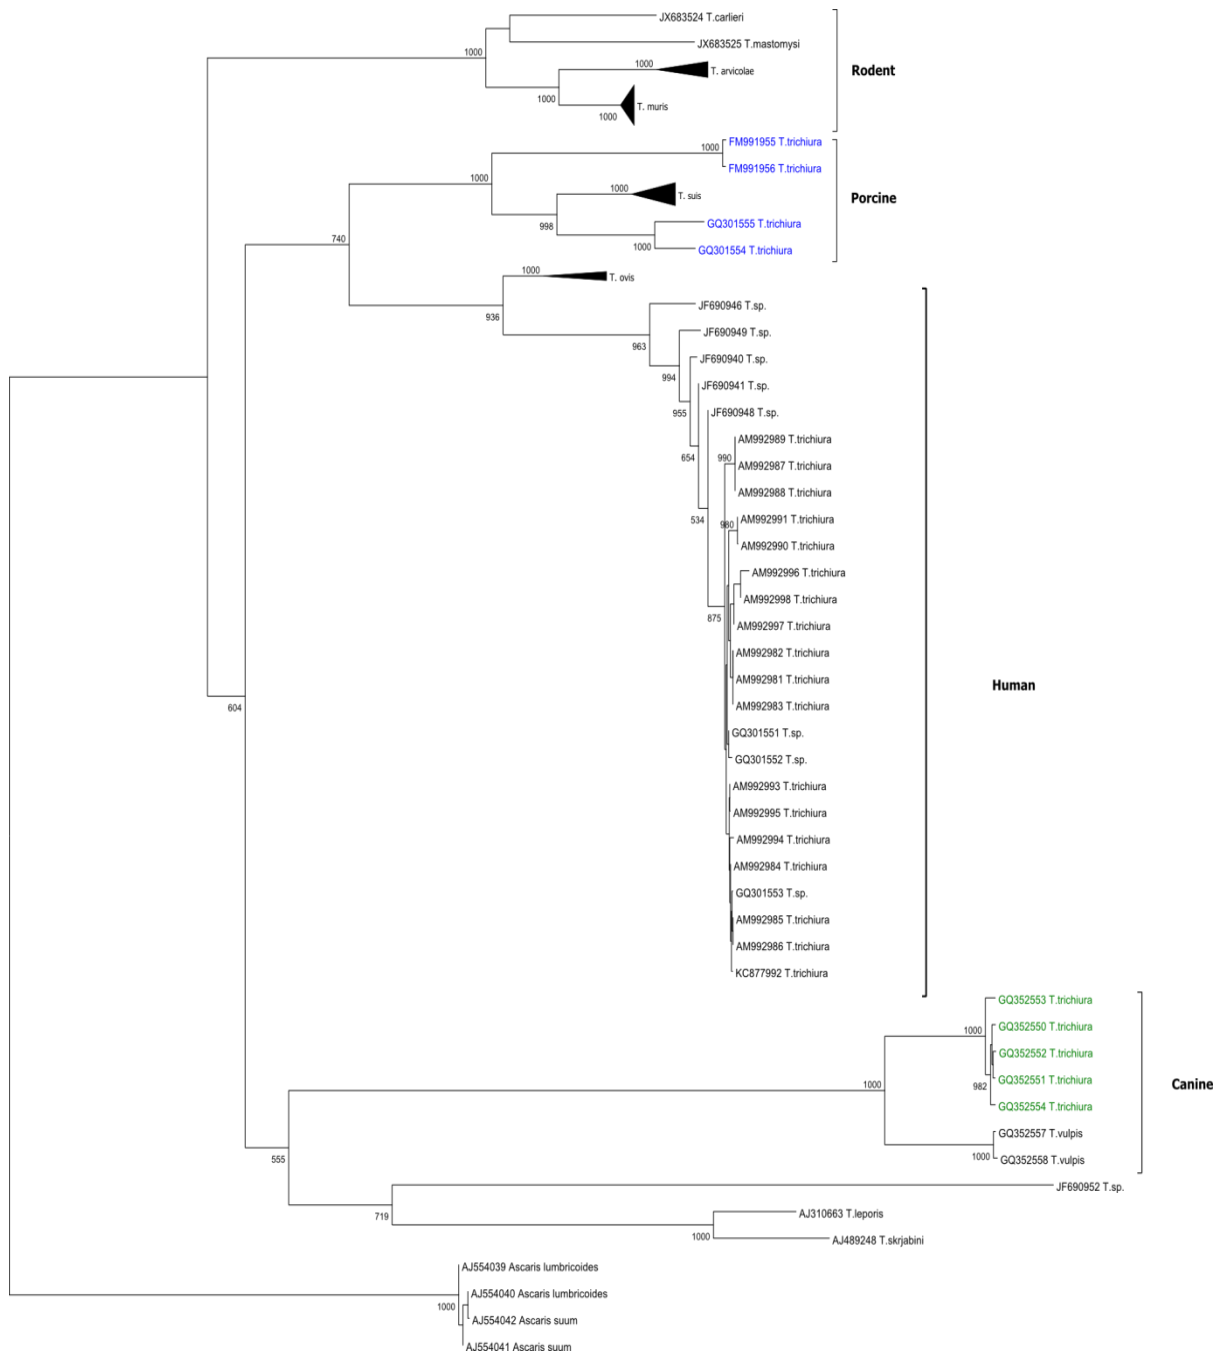 JX683524 T.carlieri
JX683525 T.mastomysi
1000
Rodent
1000
T. arvicolae
1000
T. muris
1000
FM991955 T.trichiura
1000
FM991956 T.trichiura
1000
1000
T. suis
Porcine
998
GQ301555 T.trichiura
740
1000
GQ301554 T.trichiura
1000
T. ovis
936
JF690946 T.sp.
963
JF690949 T.sp.
994
JF690940 T.sp.
JF690941 T.sp.
955
JF690948 T.sp.
654
AM992989 T.trichiura
990
AM992987 T.trichiura
AM992988 T.trichiura
534
AM992991 T.trichiura
980
AM992990 T.trichiura
AM992996 T.trichiura
AM992998 T.trichiura
875
AM992997 T.trichiura
AM992982 T.trichiura
AM992981 T.trichiura
Human
604
AM992983 T.trichiura
GQ301551 T.sp.
GQ301552 T.sp.
AM992993 T.trichiura
AM992995 T.trichiura
AM992994 T.trichiura
AM992984 T.trichiura
GQ301553 T.sp.
AM992985 T.trichiura
AM992986 T.trichiura
KC877992 T.trichiura
GQ352553 T.trichiura
1000
GQ352550 T.trichiura
GQ352552 T.trichiura
GQ352551 T.trichiura
982
Canine
1000
GQ352554 T.trichiura
GQ352557 T.vulpis
1000
GQ352558 T.vulpis
555
JF690952 T.sp.
719
AJ310663 T.leporis
1000
AJ489248 T.skrjabini
AJ554039 Ascaris lumbricoides
AJ554040 Ascaris lumbricoides
1000
AJ554042 Ascaris suum
AJ554041 Ascaris suum